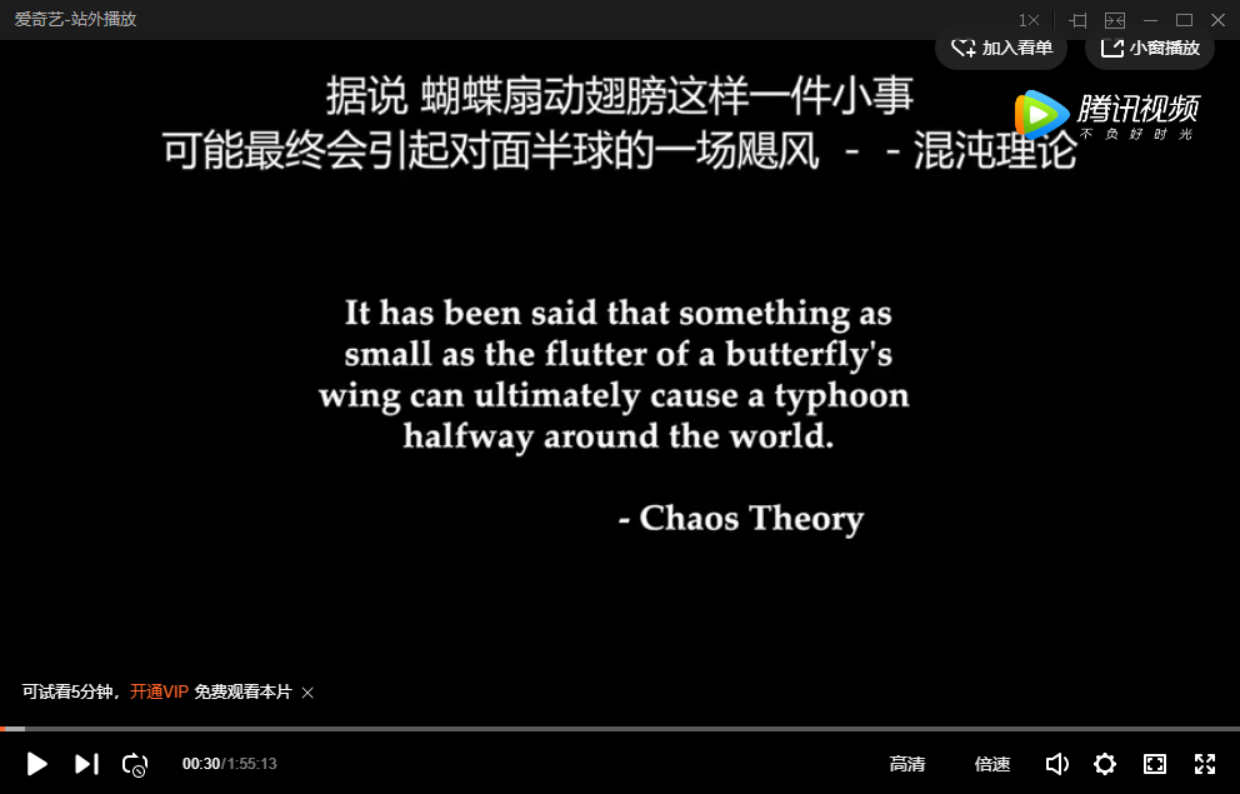 爱奇艺-站外播放
1×
加入看单
小窗播放
据说 蝴蝶扇动翅膀这样一件小事
可能最终会引起对面半球的一场飓风 - - 混沌理论
腾讯视频
不负好时光
It has been said that something as
small as the flutter of a butterfly's
wing can ultimately cause a typhoon
halfway around the world.
- Chaos Theory
可试看5分钟，开通VIP 免费观看本片
00:30/1:55:13
高清
倍速